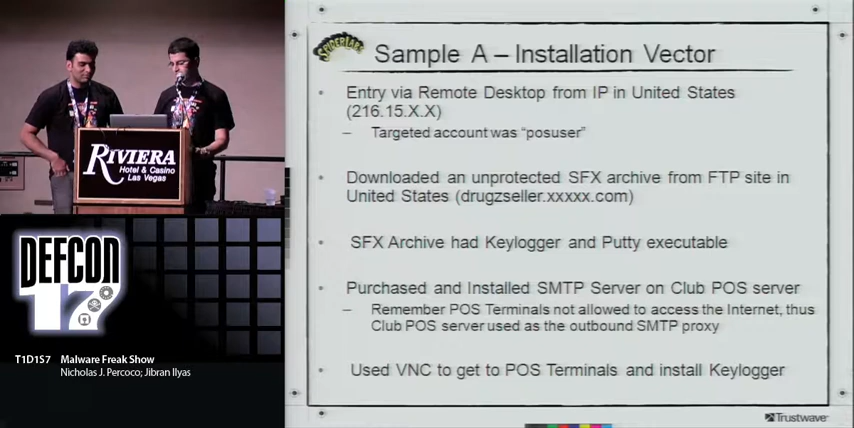 SPIDERLABS
Sample A – Installation Vector
• Entry via Remote Desktop from IP in United States
(216.15.X.X)
– Targeted account was “posuser”
• Downloaded an unprotected SFX archive from FTP site in
United States (drugzseller.xxxxx.com)
• SFX Archive had Keylogger and Putty executable
• Purchased and Installed SMTP Server on Club POS server
– Remember POS Terminals not allowed to access the Internet, thus
Club POS server used as the outbound SMTP proxy
• Used VNC to get to POS Terminals and install Keylogger
Trustwave
RIVIERA
Hotel & Casino
Las Vegas
DEFCON
17
T1D1S7 Malware Freak Show
Nicholas J. Percoco; Jibran Ilyas